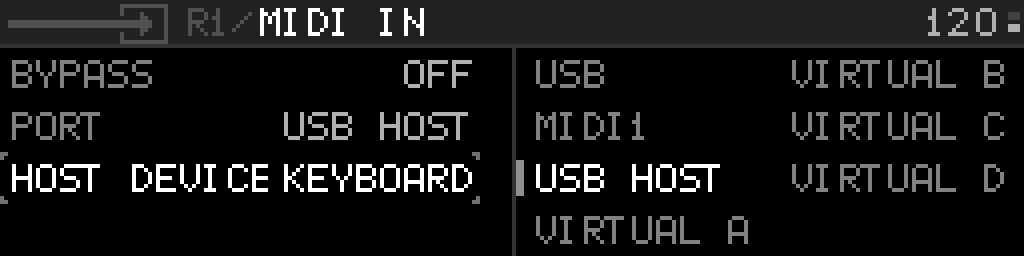 R1/MIDI IN 120
BYPASS OFF
PORT USB HOST
HOST DEVICE KEYBOARD
USB VIRTUAL B
MIDI1 VIRTUAL C
USB HOST VIRTUAL D
VIRTUAL A